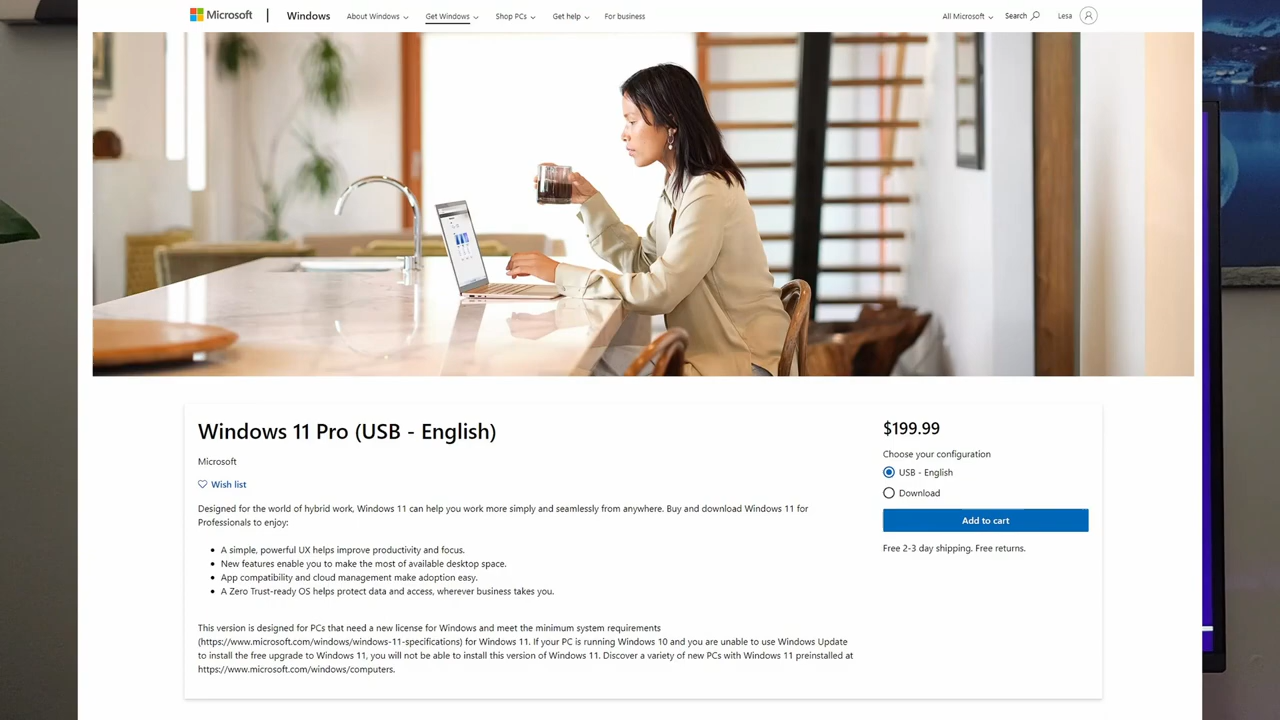 Microsoft
Windows
About Windows
Get Windows
Shop PCs
Get help
For business
All Microsoft
Search
Lesa
Windows 11 Pro (USB - English)
Microsoft
Wish list
Designed for the world of hybrid work, Windows 11 can help you work more simply and seamlessly from anywhere. Buy and download Windows 11 for
Professionals to enjoy:
• A simple, powerful UX helps improve productivity and focus.
• New features enable you to make the most of available desktop space.
• App compatibility and cloud management make adoption easy.
• A Zero Trust-ready OS helps protect data and access, wherever business takes you.
This version is designed for PCs that need a new license for Windows and meet the minimum system requirements
(https://www.microsoft.com/windows/windows-11-specifications) for Windows 11. If your PC is running Windows 10 and you are unable to use Windows Update
to install the free upgrade to Windows 11, you will not be able to install this version of Windows 11. Discover a variety of new PCs with Windows 11 preinstalled at
https://www.microsoft.com/windows/computers.
$199.99
Choose your configuration
USB - English
Download
Add to cart
Free 2-3 day shipping. Free returns.